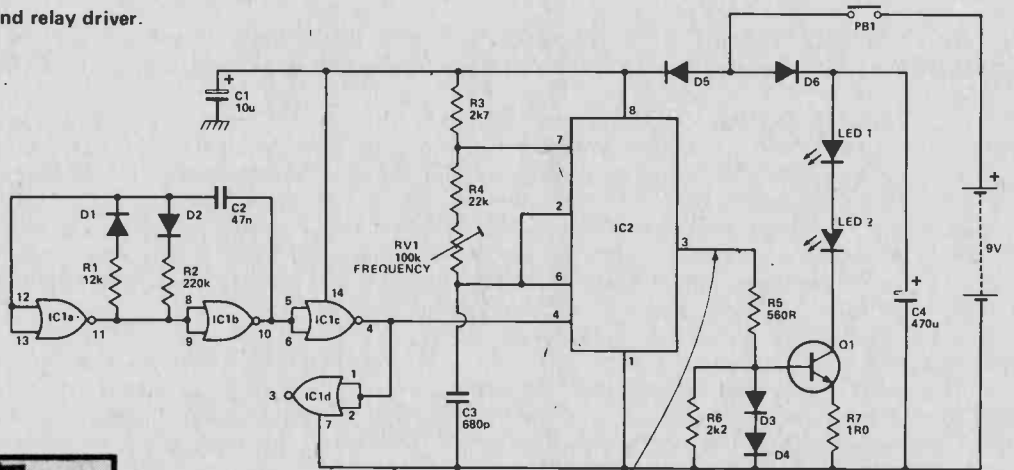 nd relay driver.
PB1
+
C1
10u
R3
2k7
D5
D6
8
LED 1
7
C2
47n
D1
D2
R4
22k
2
LED 2
+
IC2
3
9V
RV1
100k
FREQUENCY
R1
12k
R2
220k
6
+
14
12
13
IC1a
11
8
9
IC1b
10
5
6
IC1c
4
4
R5
560R
C4
470u
Q1
1
3
IC1d
1
2
7
C3
680p
R6
2k2
D3
D4
R7
1R0